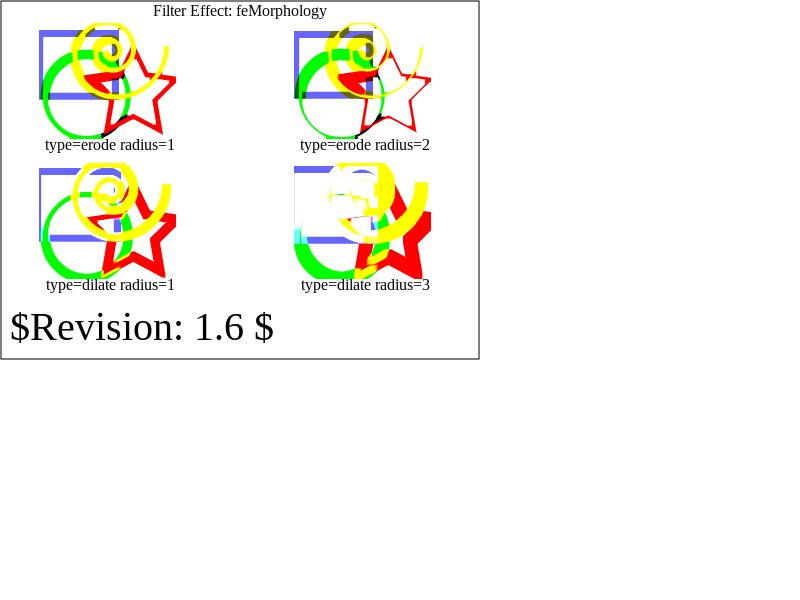 Filter Effect: feMorphology
type=erode radius=1
type=erode radius=2
type=dilate radius=1
type=dilate radius=3
$Revision: 1.6 $